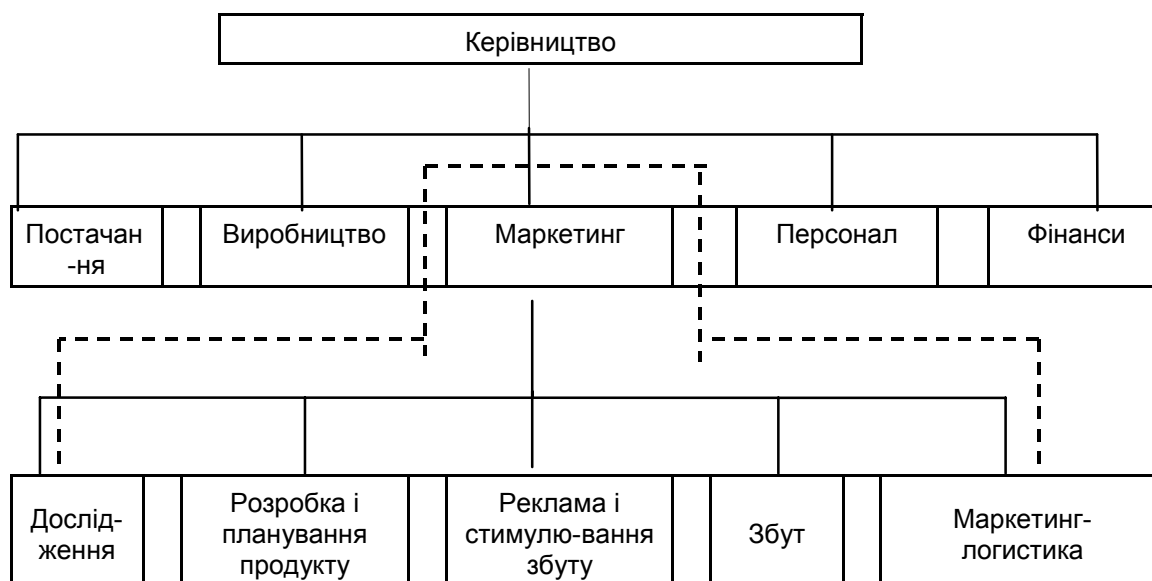 Керівництво
Постачан
-ня
Виробництво
Маркетинг
Персонал
Фінанси
Дослід-
ження
Розробка і
планування
продукту
Реклама і
стимулю-вання
збуту
Збут
Маркетинг-
логистика